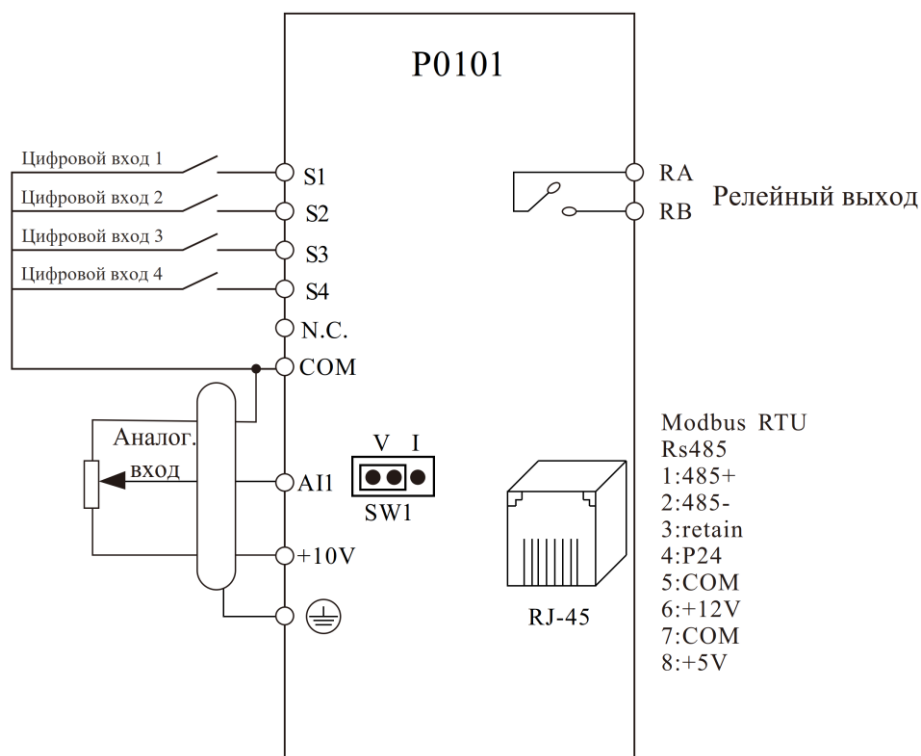 P0101
Цифровой вход 1
Цифровой вход 2
Цифровой вход 3
Цифровой вход 4
S1
S2
S3
S4
N.C.
COM
Аналог.
вход
AI1
+10V
V I
SW1
RA
RB
Релейный выход
RJ-45
Modbus RTU
Rs485
1:485+
2:485-
3:retain
4:P24
5:COM
6:+12V
7:COM
8:+5V